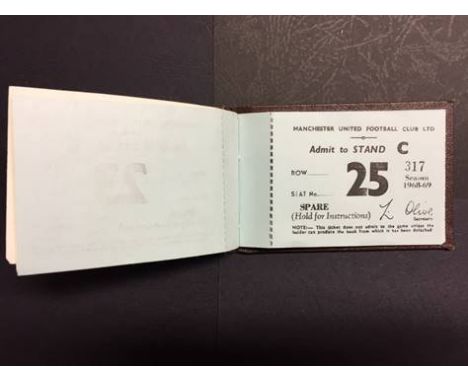 MANCHESTER UNITED FOOTBALL CLUB LTD
Admit to STAND C
ROW
25
317
Season
1968-69
SEAT No.
SPARE
(Hold for Instructions)
L. Olive
Secretary
NOTE:— This ticket does not admit to the game unless the
holder can produce the book from which it has been detached.